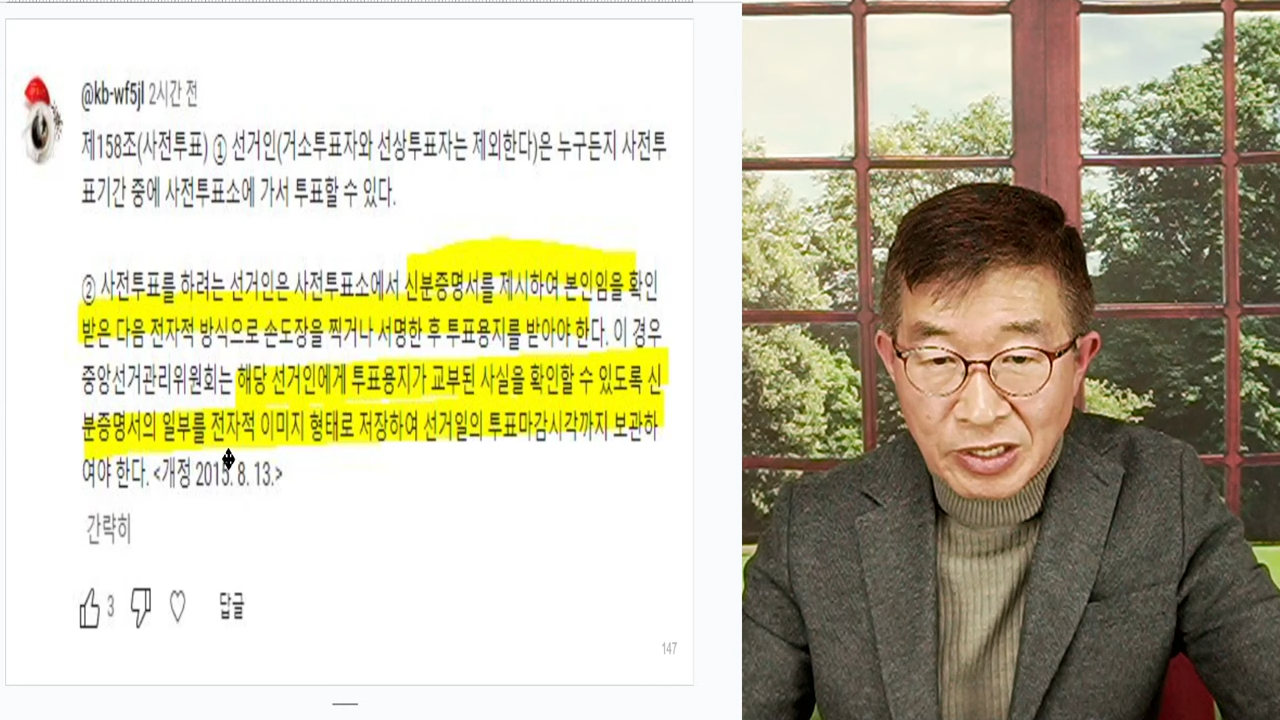 @kb-wf5jl 2시간 전
제158조(사전투표) ① 선거인(거소투표자와 선상투표자는 제외한다)은 누구든지 사전투
표기간 중에 사전투표소에 가서 투표할 수 있다.
② 사전투표를 하려는 선거인은 사전투표소에서 신분증명서를 제시하여 본인임을 확인
받은 다음 전자적 방식으로 손도장을 찍거나 서명한 후 투표용지를 받아야 한다. 이 경우
중앙선거관리위원회는 해당 선거인에게 투표용지가 교부된 사실을 확인할 수 있도록 신
분증명서의 일부를 전자적 이미지 형태로 저장하여 선거일의 투표마감시각까지 보관하
여야 한다. <개정 2015. 8. 13.>
간략히
3 답글
147